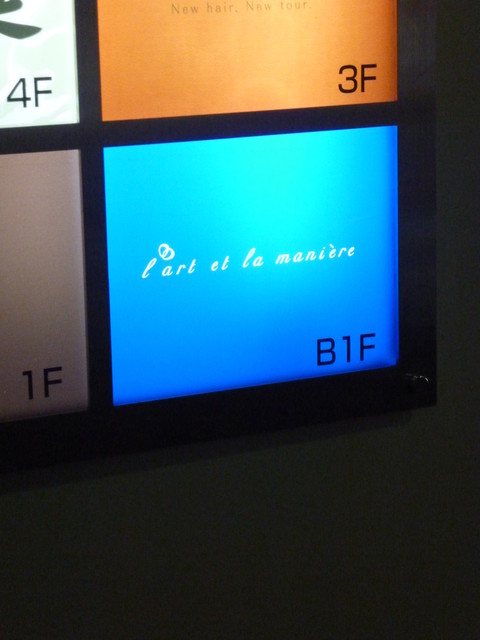 New hair. New tour.
4F
3F
l'art et la manière
B1F
1F